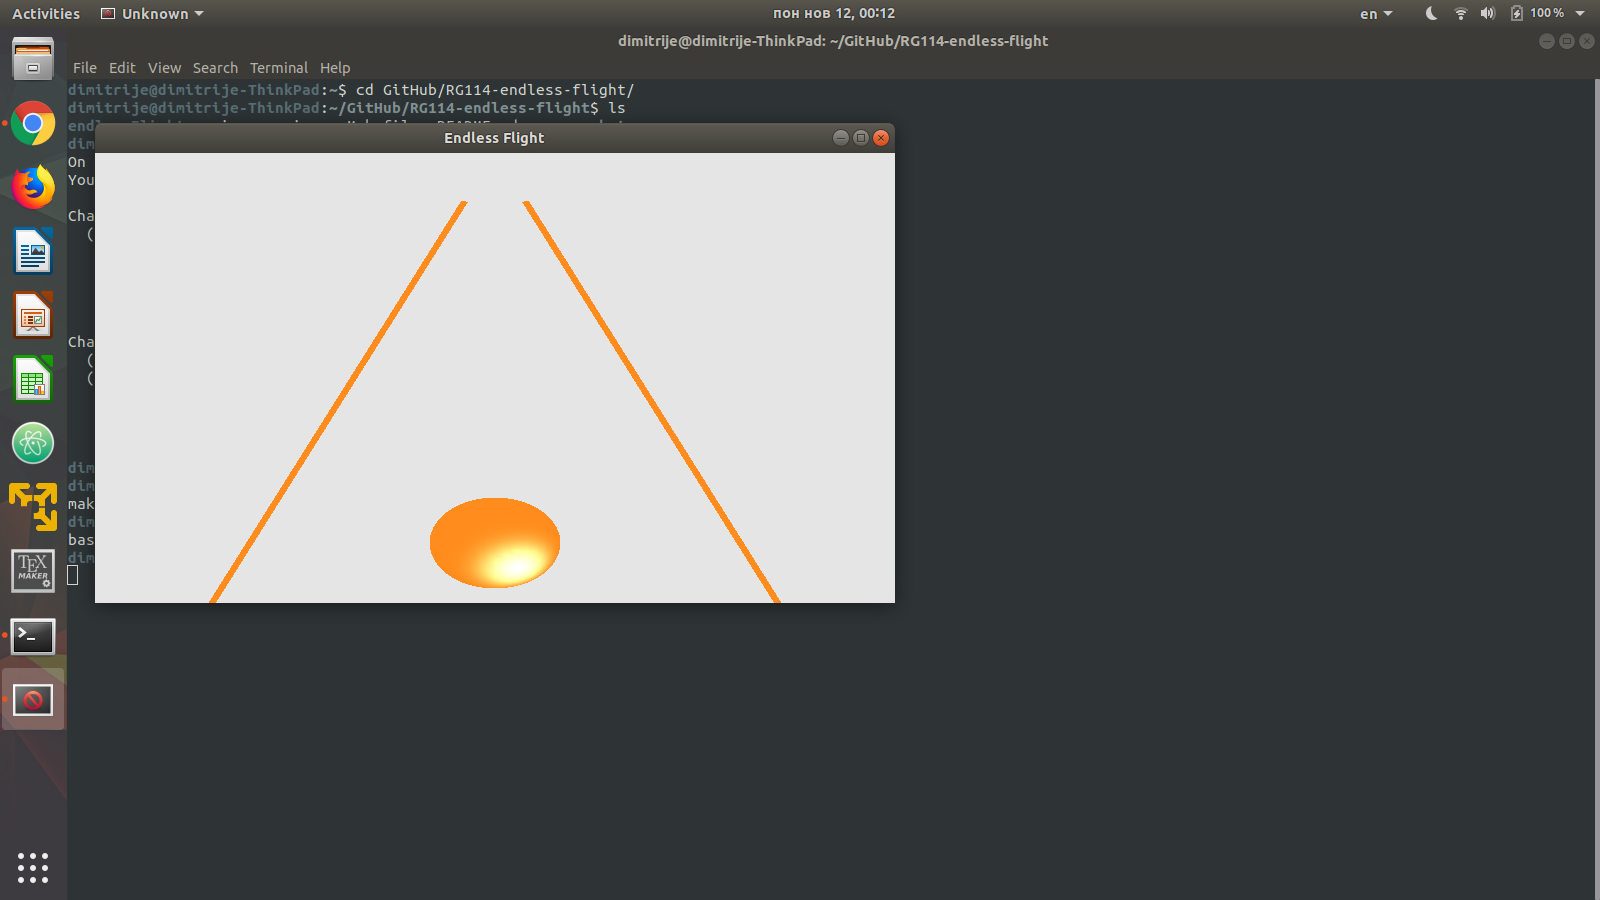 Activities Unknown пон нов 12, 00:12 en 100 %
dimitrije@dimitrije-ThinkPad: ~/GitHub/RG114-endless-flight
File Edit View Search Terminal Help
dimitrije@dimitrije-ThinkPad:~$ cd GitHub/RG114-endless-flight/
dimitrije@dimitrije-ThinkPad:~/GitHub/RG114-endless-flight$ ls
Endless Flight
dim
On
You
Cha
(
Cha
(
(
dim
dim
mak
dim
bas
dim
TEX
MAKER